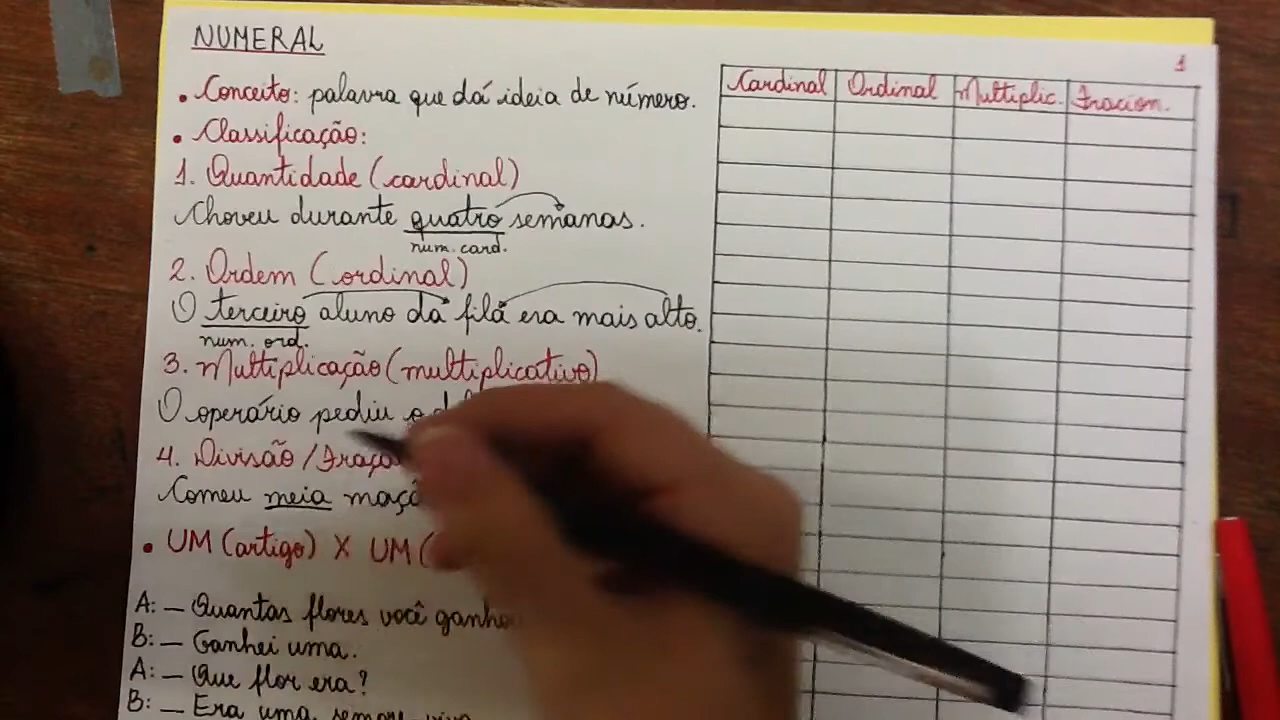 NUMERAL
1
• Conceito: palavra que dá ideia de número.
• Classificação:
1. Quantidade (cardinal)
Choveu durante quatro semanas.
num. card.
2. Ordem (ordinal)
O terceiro aluno da fila era mais alto.
num. ord.
3. Multiplicação (multiplicativo)
O operário pediu o
4. Divisão /
Comeu meia
• UM (artigo) X UM (
A: — Quantas flores você
B: — Ganhei uma.
A: — Que flor era?
B: — Era uma
Cardinal Ordinal Multiplic. Fracion.